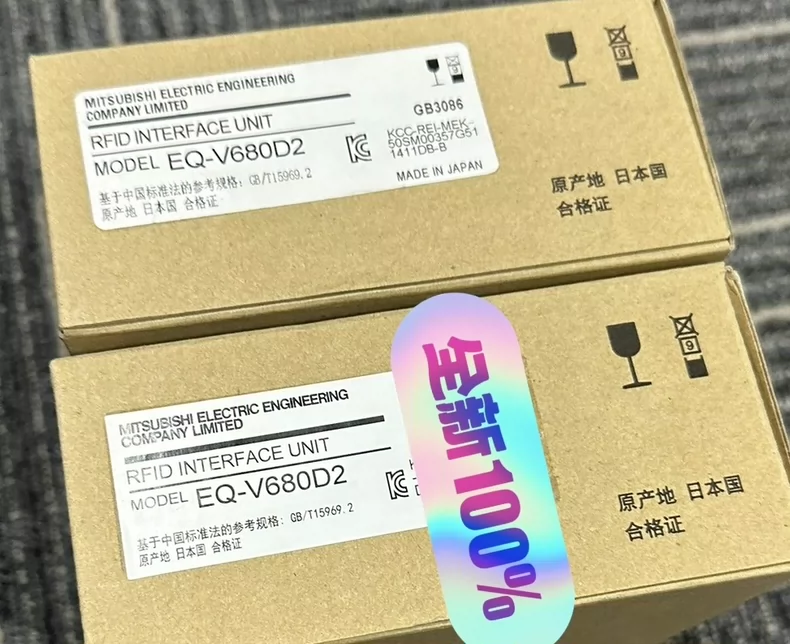 MITSUBISHI ELECTRIC ENGINEERING
COMPANY LIMITED
RFID INTERFACE UNIT
MODEL EQ-V680D2
基于中国标准法的参考规格: GB/T15969.2
原产地 日本国 合格证
9
GB3086
KCC-REI-MEK-
50SM00357G51
1411DB-B
MADE IN JAPAN
9
原产地 日本国
合格证
MITSUBISHI ELECTRIC ENGINEERING
COMPANY LIMITED
RFID INTERFACE UNIT
MODEL EQ-V680D2
基于中国标准法的参考规格: GB/T15969.2
原产地 日本国 合格证
全新100%
9
原产地 日本国
合格证